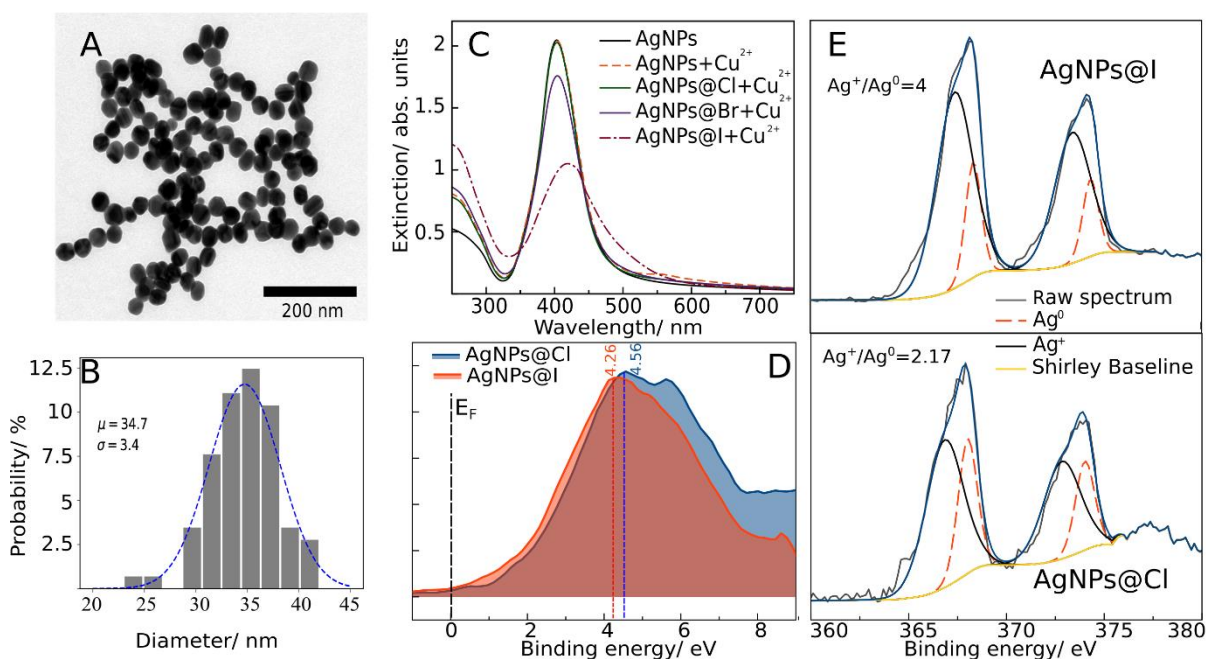 A
200 nm
B
12.5
10
7.5
5
2.5
μ=34.7
σ=3.4
Probability/ %
20 25 30 35 40 45
Diameter/ nm
C
AgNPs
AgNPs+Cu²⁺
AgNPs@Cl+Cu²⁺
AgNPs@Br+Cu²⁺
AgNPs@I+Cu²⁺
2
1.5
1
0.5
Extinction/ abs. units
300 400 500 600 700
Wavelength/ nm
D
AgNPs@Cl
AgNPs@I
4.26
4.56
E_F
0 2 4 6 8
Binding energy/ eV
E
Ag⁺/Ag⁰=4
AgNPs@I
Raw spectrum
Ag⁰
Ag⁺
Shirley Baseline
Ag⁺/Ag⁰=2.17
AgNPs@Cl
360 365 370 375 380
Binding energy/ eV